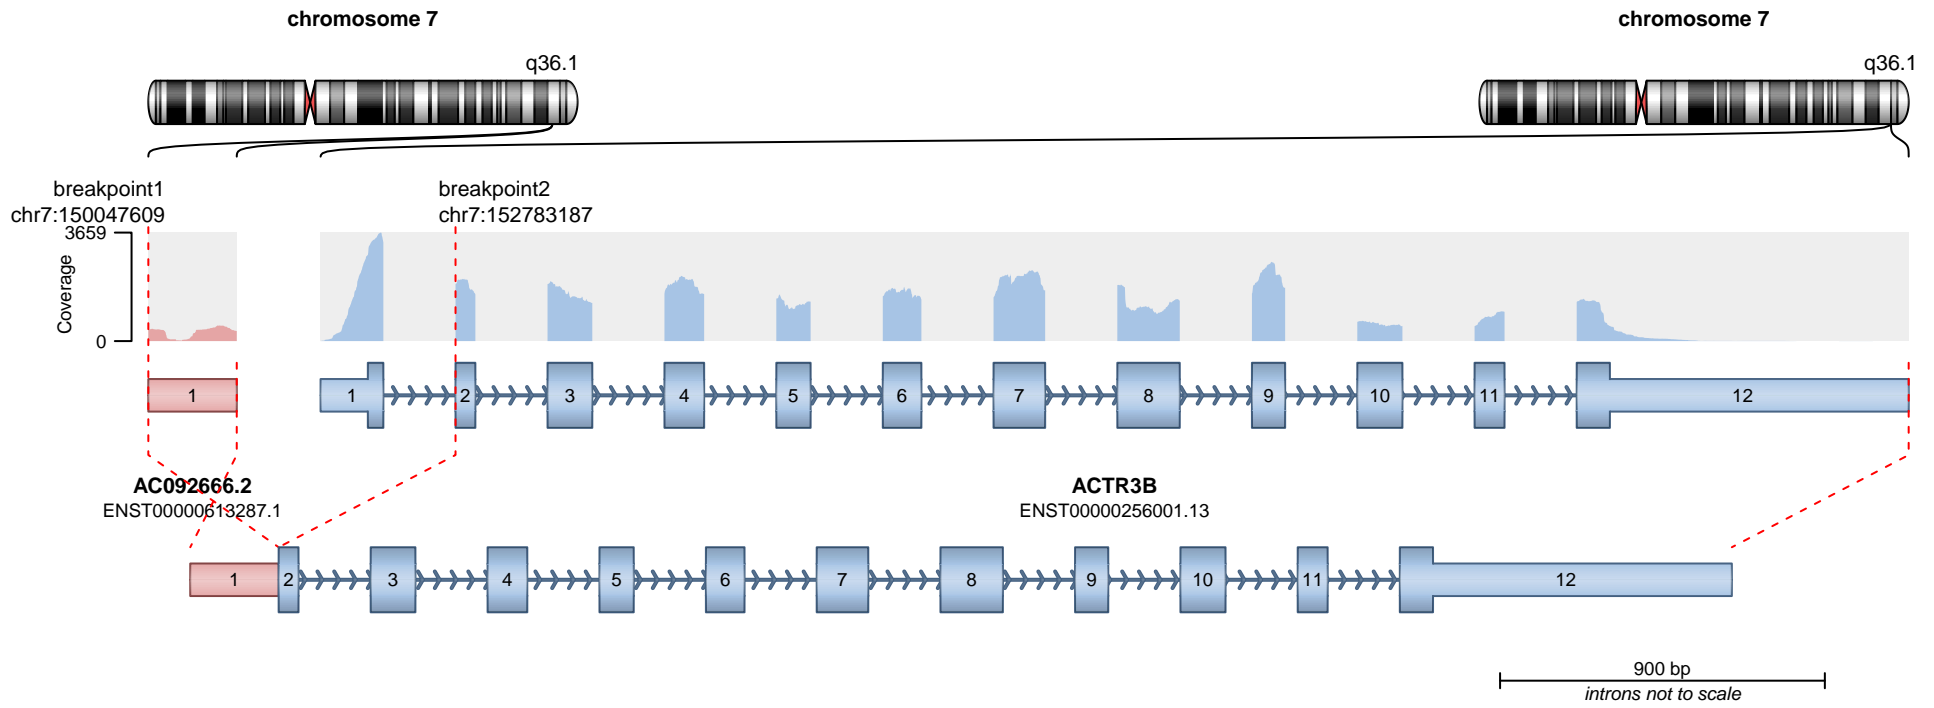 chromosome 7
chromosome 7
q36.1
q36.1
breakpoint1
chr7:150047609
breakpoint2
chr7:152783187
3659
Coverage
0
1
1
2
3
4
5
6
7
8
9
10
11
12
AC092666.2
ENST00000613287.1
ACTR3B
ENST00000256001.13
1
2
3
4
5
6
7
8
9
10
11
12
900 bp
introns not to scale